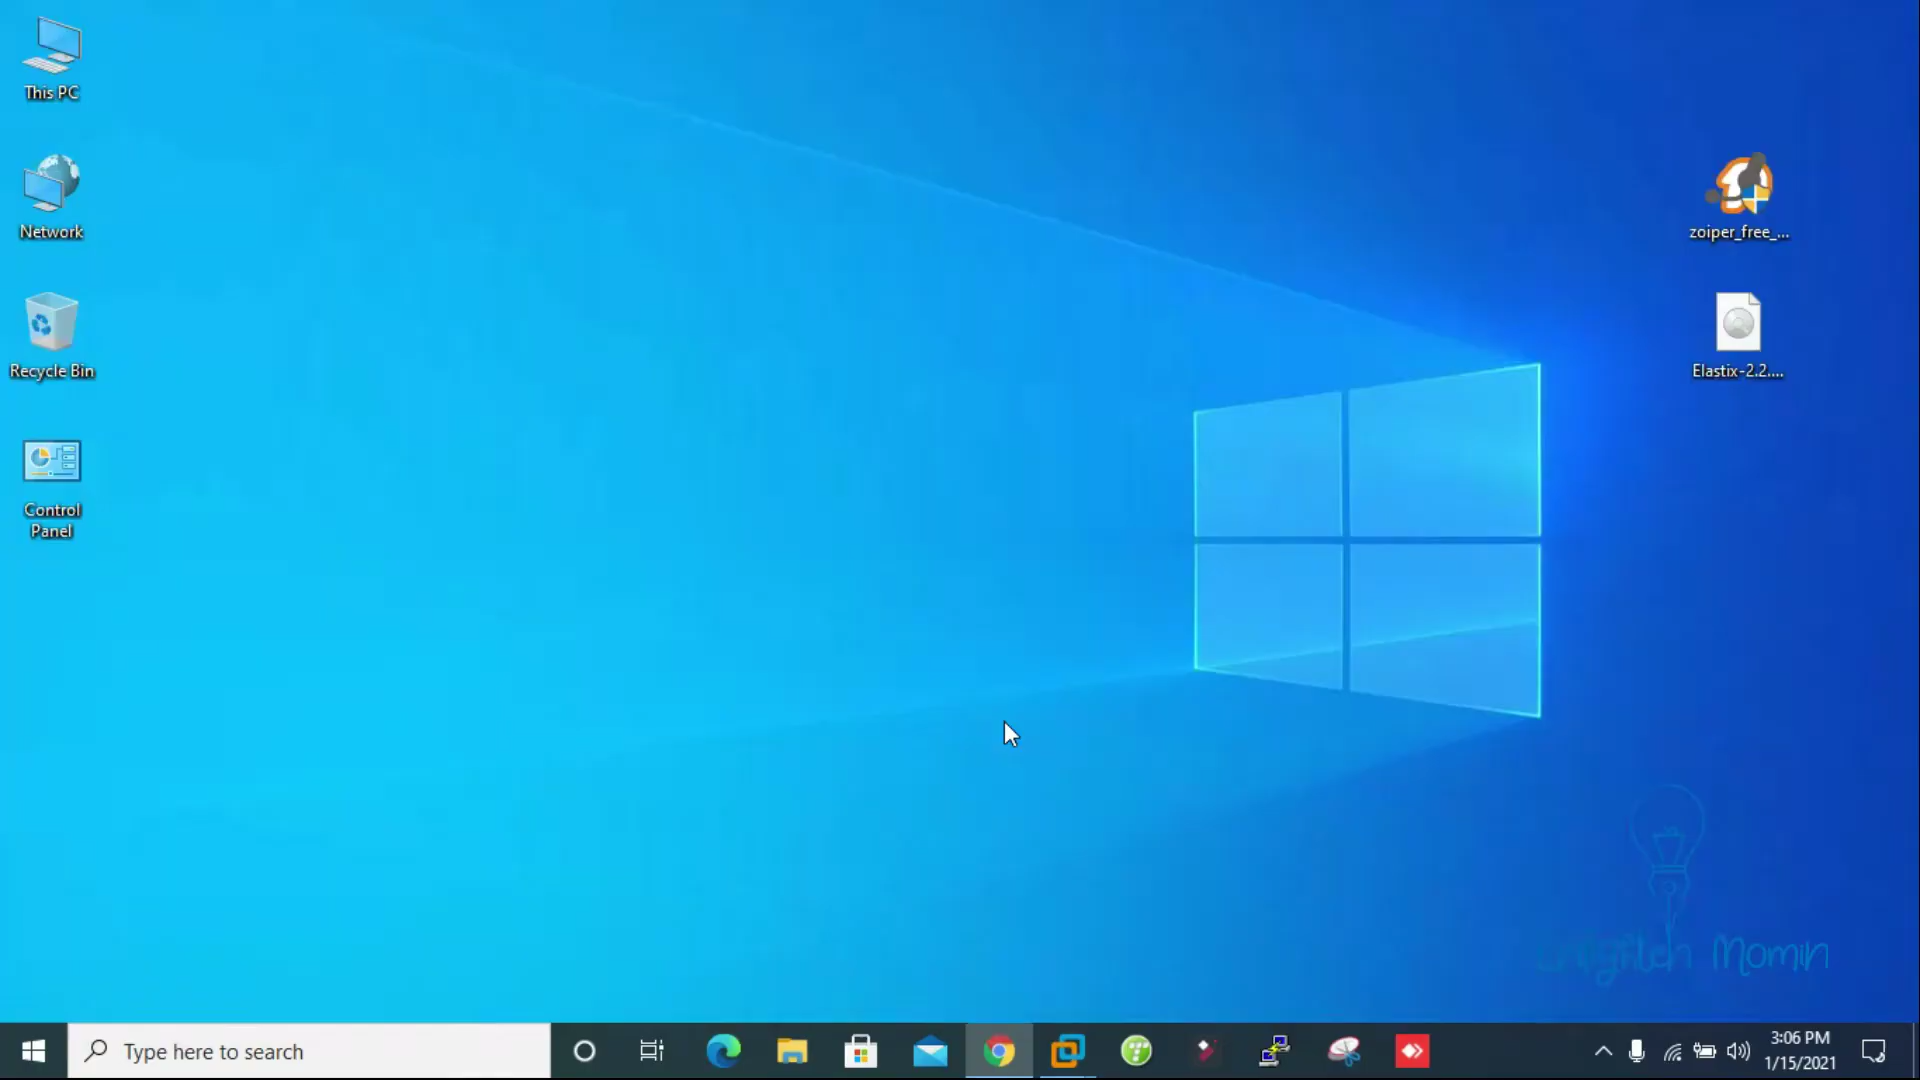 This PC
Network
Recycle Bin
Control
Panel
zoiper_free_...
Elastix-2.2....
Momin
Type here to search
3:06 PM
1/15/2021